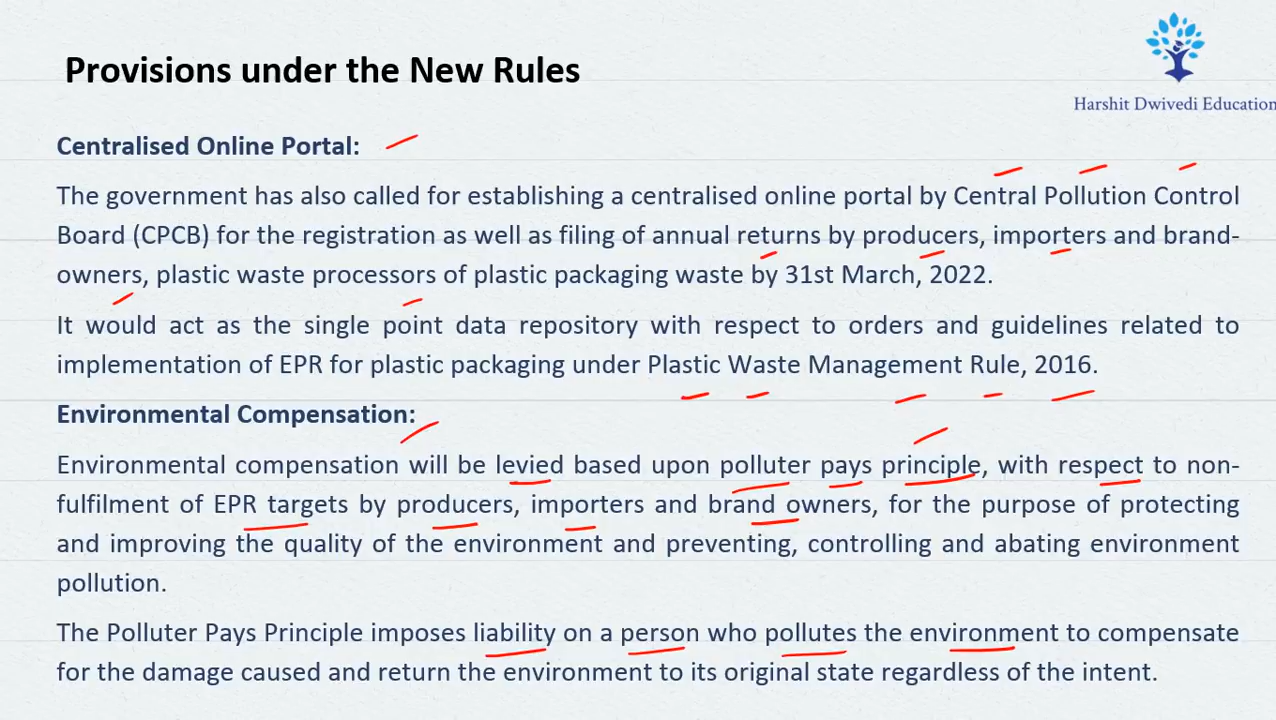 Provisions under the New Rules
Harshit Dwivedi Education
Centralised Online Portal:
The government has also called for establishing a centralised online portal by Central Pollution Control
Board (CPCB) for the registration as well as filing of annual returns by producers, importers and brand-
owners, plastic waste processors of plastic packaging waste by 31st March, 2022.
It would act as the single point data repository with respect to orders and guidelines related to
implementation of EPR for plastic packaging under Plastic Waste Management Rule, 2016.
Environmental Compensation:
Environmental compensation will be levied based upon polluter pays principle, with respect to non-
fulfilment of EPR targets by producers, importers and brand owners, for the purpose of protecting
and improving the quality of the environment and preventing, controlling and abating environment
pollution.
The Polluter Pays Principle imposes liability on a person who pollutes the environment to compensate
for the damage caused and return the environment to its original state regardless of the intent.